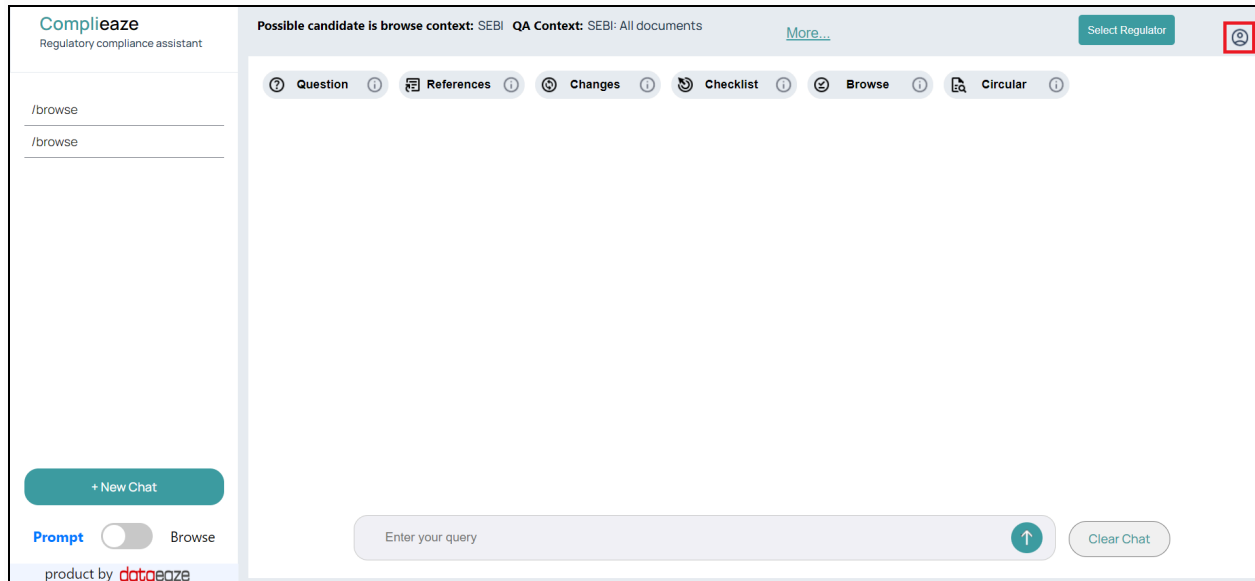 Complieaze
Regulatory compliance assistant
Possible candidate is browse context: SEBI QA Context: SEBI: All documents
More...
Select Regulator
Question
References
Changes
Checklist
Browse
Circular
/browse
/browse
+ New Chat
Prompt
Browse
Enter your query
Clear Chat
product by dataeaze